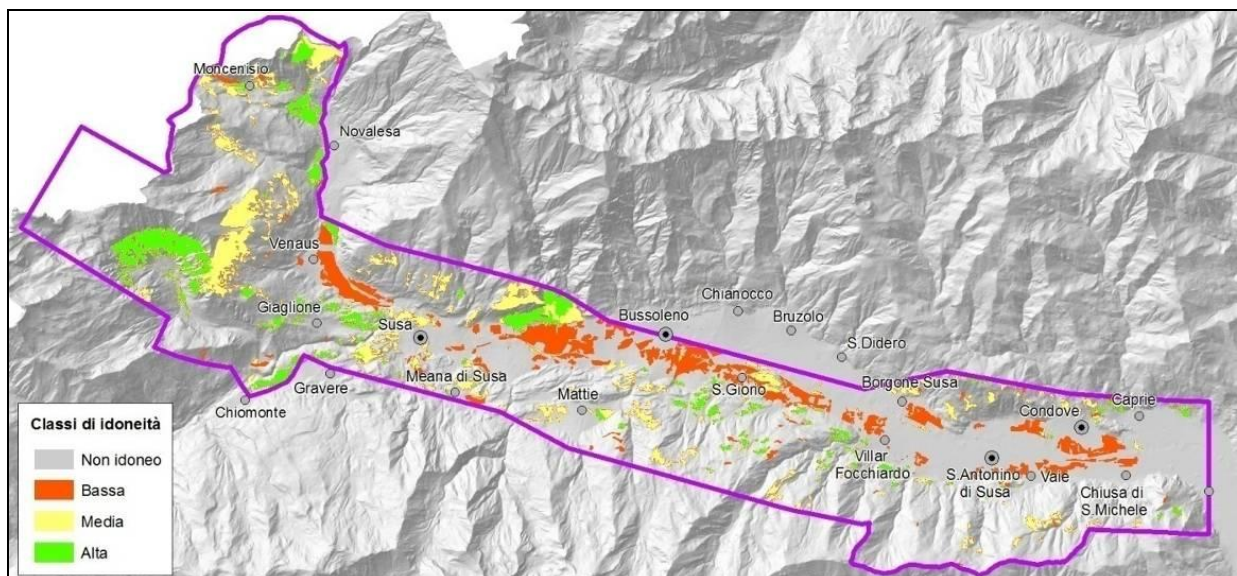 Moncenisio
Novalesa
Venaus
Giaglione
Susa
Chianocco
Bussoleno
Bruzolo
S.Didero
Gravere
Meana di Susa
Mattie
S.Giorio
Borgone Susa
Chiomonte
Condove
Caprie
Villar
Focchiardo
S.Antonino
di Susa
Vaie
Chiusa di
S.Michele
Classi di idoneità
Non idoneo
Bassa
Media
Alta